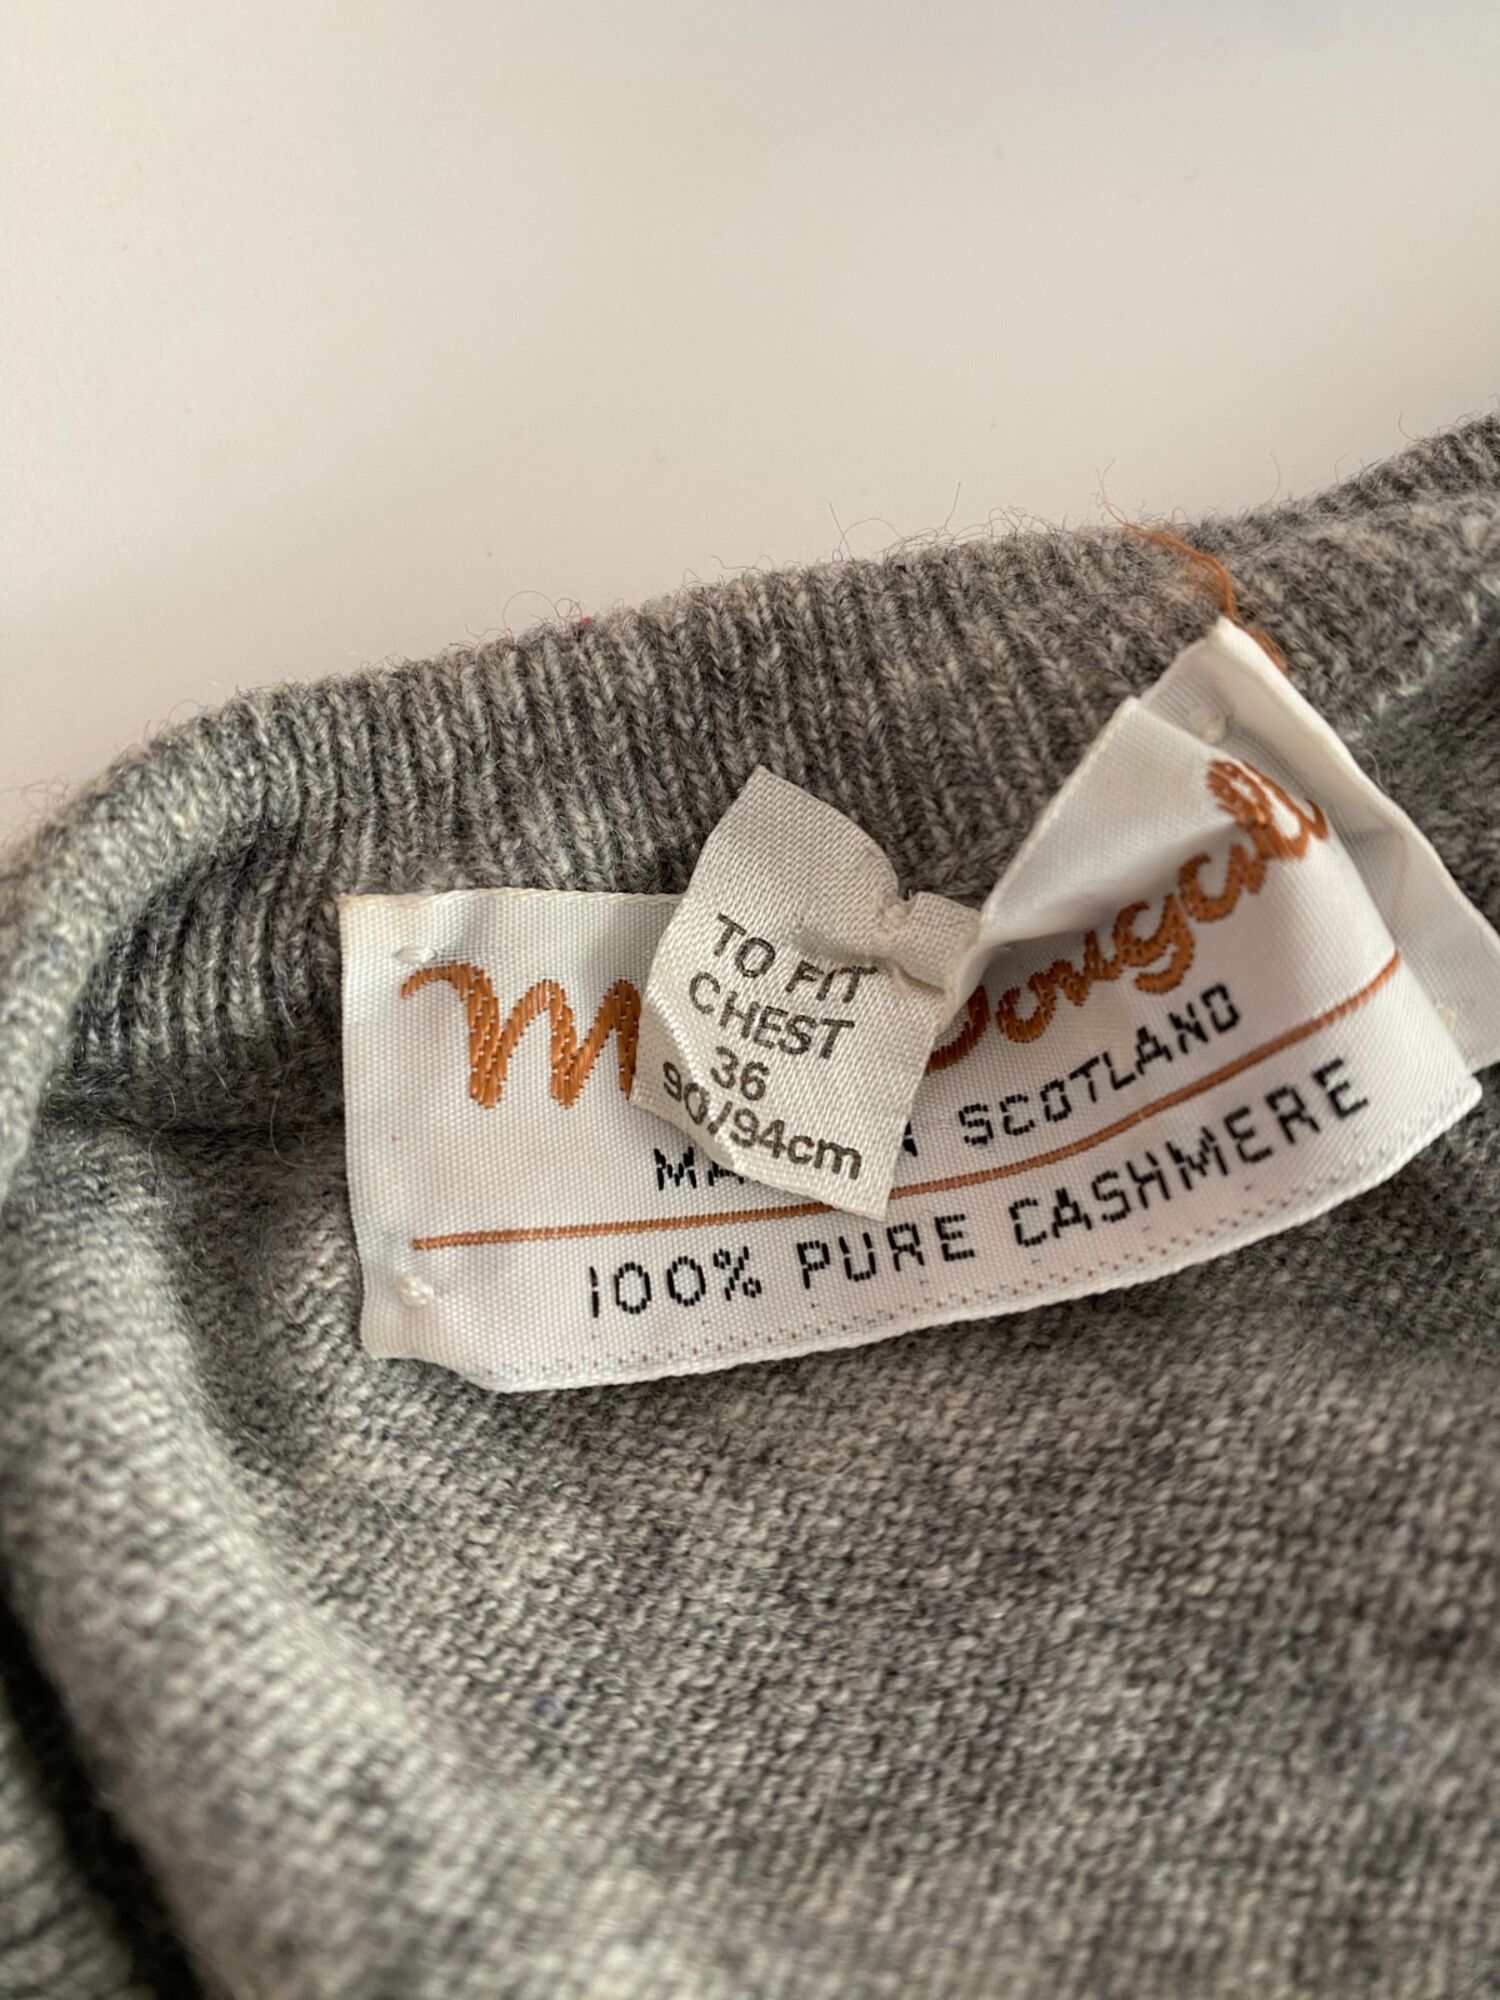 TO FIT
CHEST
36
90/94cm
SCOTLAND
100% PURE CASHMERE